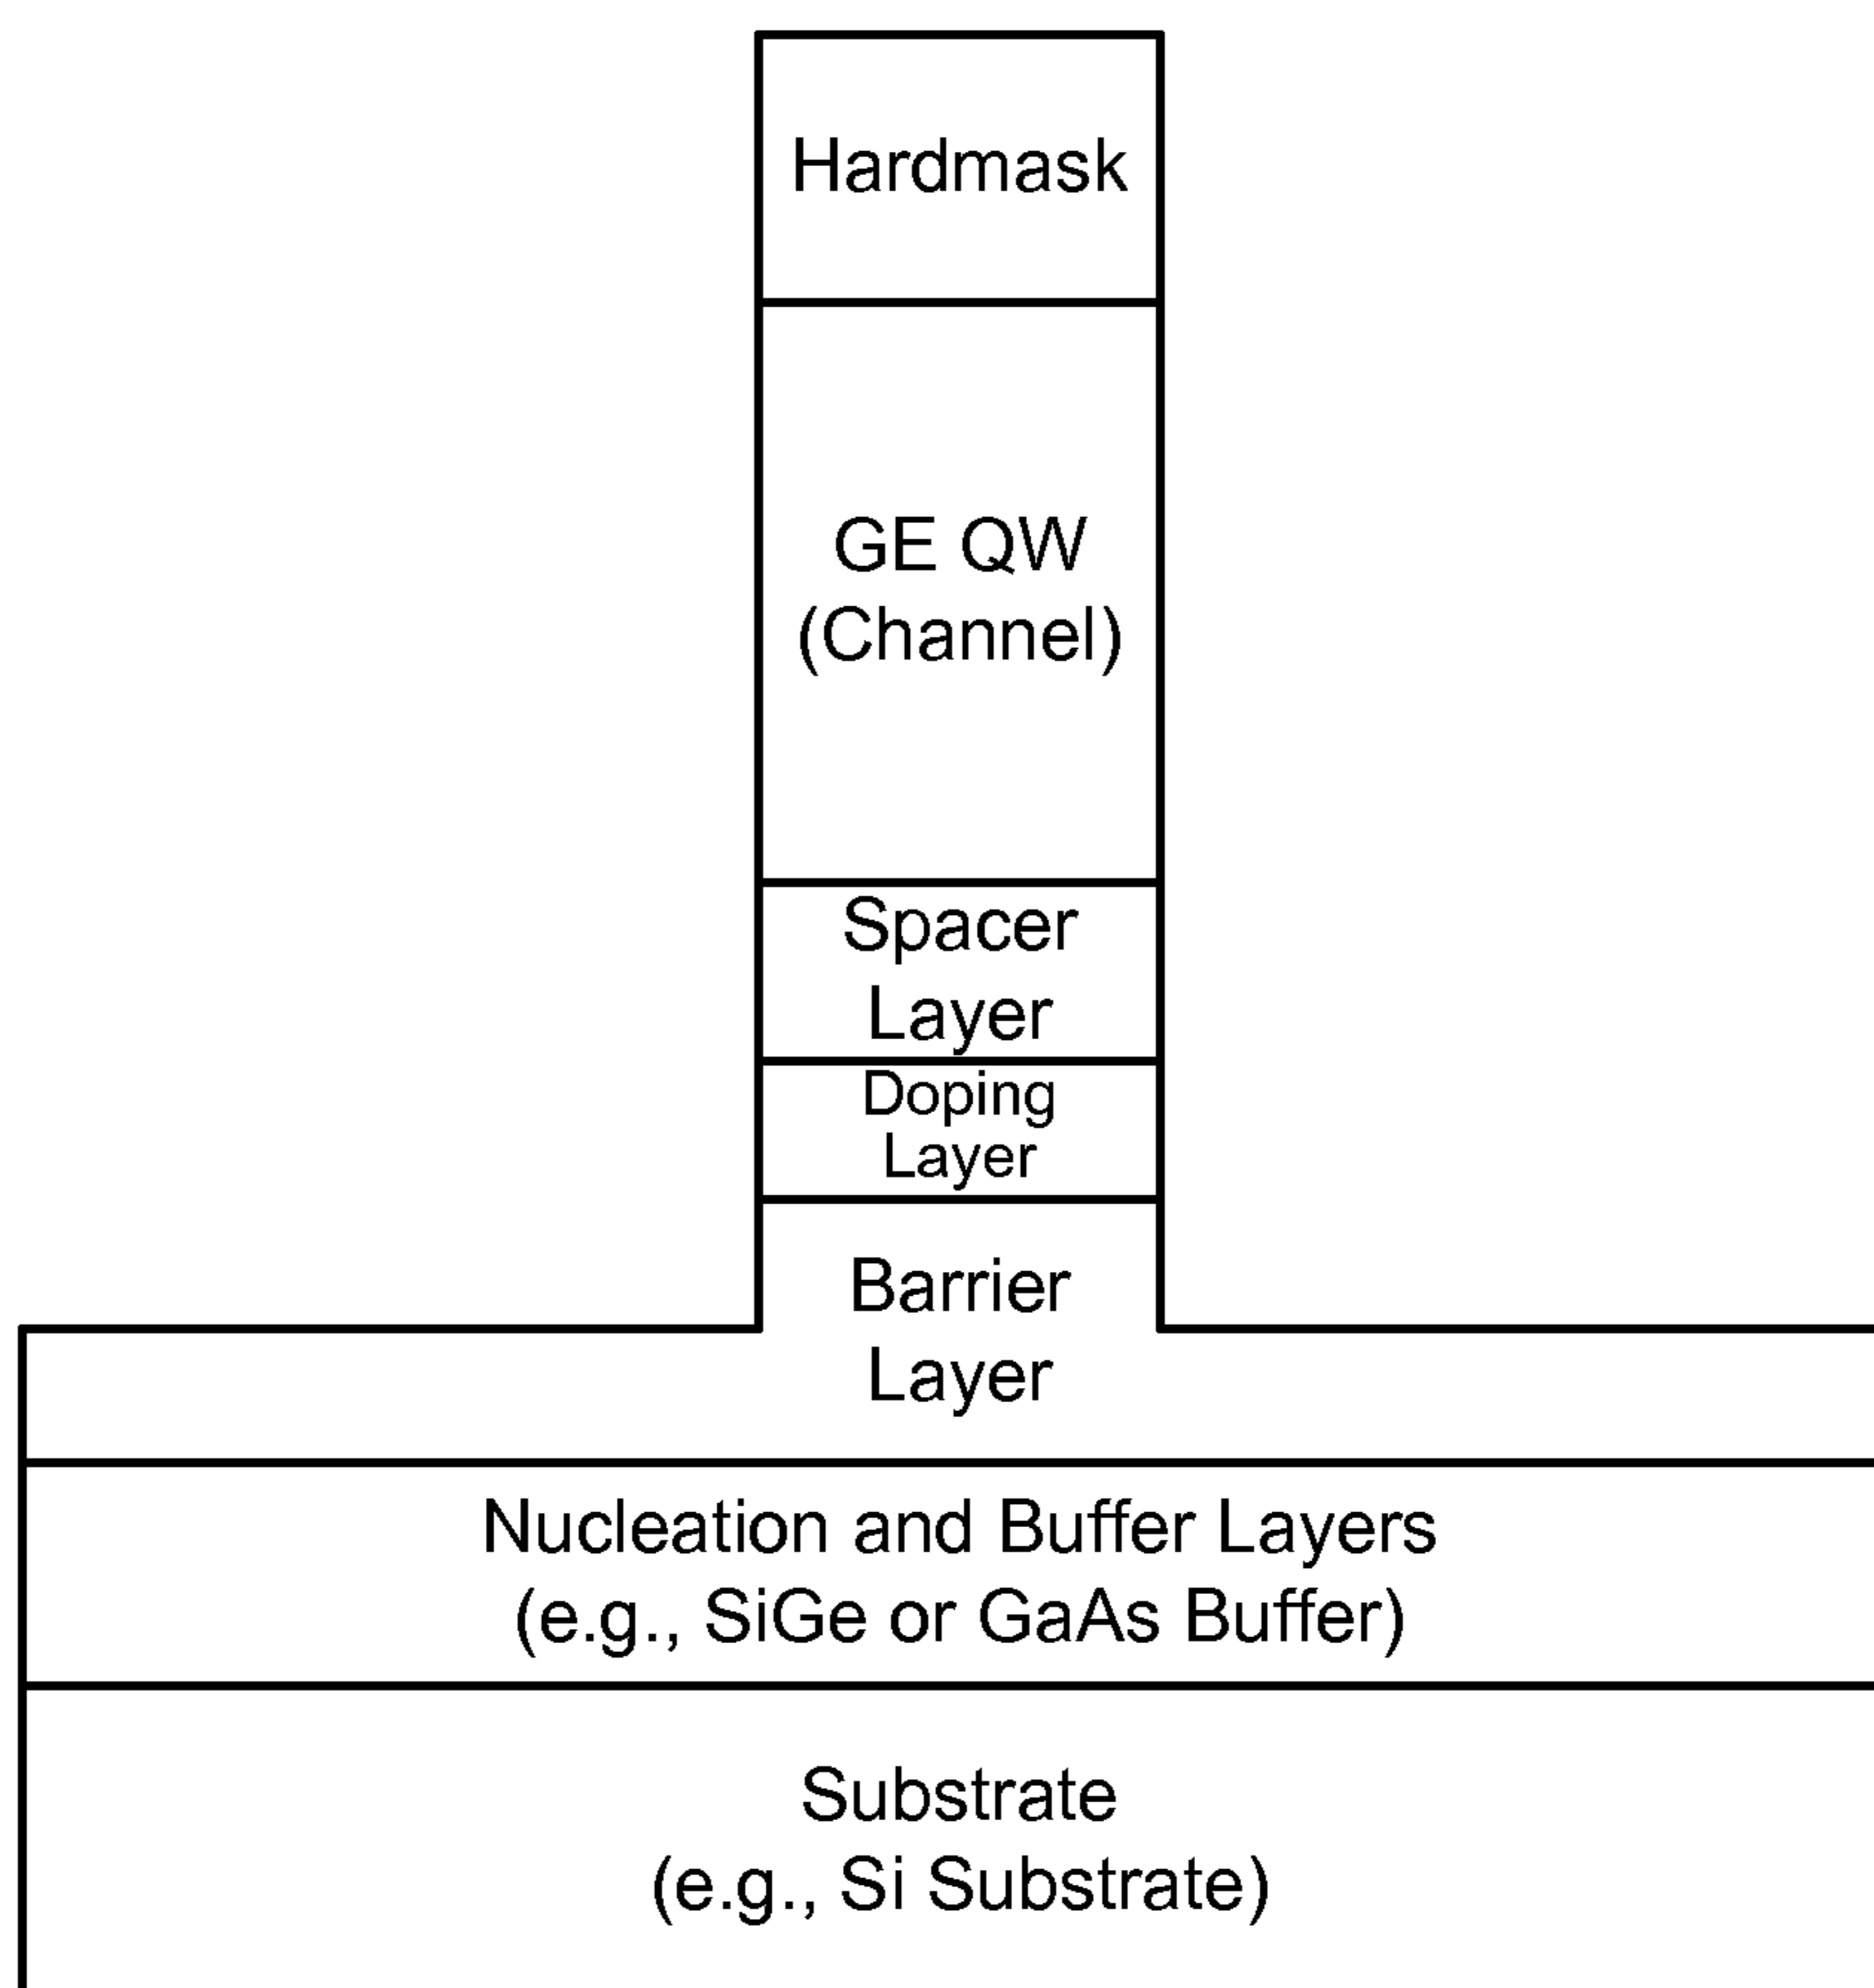 Hardmask
GE QW
(Channel)
Spacer
Layer
Doping
Layer
Barrier
Layer
Nucleation and Buffer Layers
(e.g., SiGe or GaAs Buffer)
Substrate
(e.g., Si Substrate)